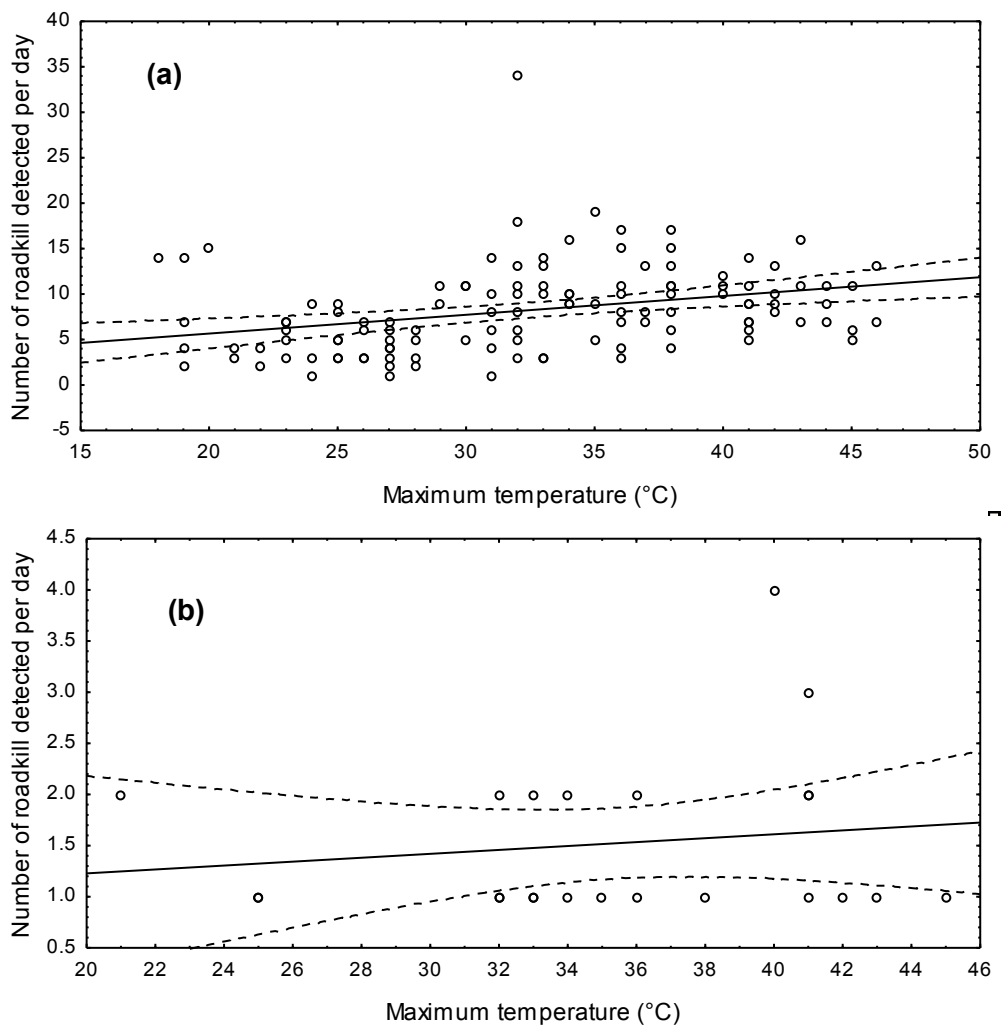 (a)
Number of roadkill detected per day
40
35
30
25
20
15
10
5
0
-5
15 20 25 30 35 40 45 50
Maximum temperature (°C)
(b)
Number of roadkill detected per day
4.5
4.0
3.5
3.0
2.5
2.0
1.5
1.0
0.5
20 22 24 26 28 30 32 34 36 38 40 42 44 46
Maximum temperature (°C)